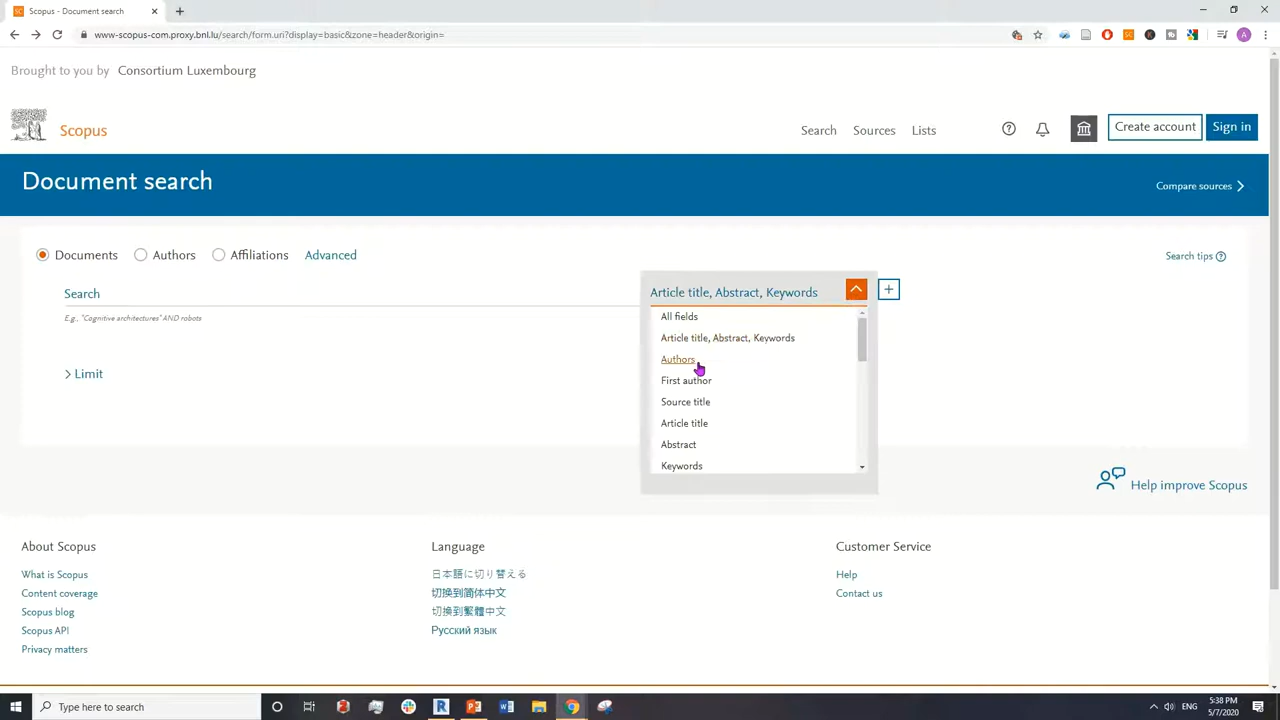 Scopus - Document search
www-scopus-com.proxy.bnl.lu/search/form.uri?display=basic&zone=header&origin=
Brought to you by Consortium Luxembourg
Scopus
Search Sources Lists Create account Sign in
Document search
Compare sources
Documents Authors Affiliations Advanced
Search tips
Search
Article title, Abstract, Keywords
E.g., "Cognitive architectures" AND robots
All fields
Article title, Abstract, Keywords
Authors
First author
Source title
Article title
Abstract
Keywords
Limit
Help improve Scopus
About Scopus
What is Scopus
Content coverage
Scopus blog
Scopus API
Privacy matters
Language
日本語に切り替える
切换到简体中文
切換到繁體中文
Русский язык
Customer Service
Help
Contact us
Type here to search
ENG
5:38 PM
5/7/2020